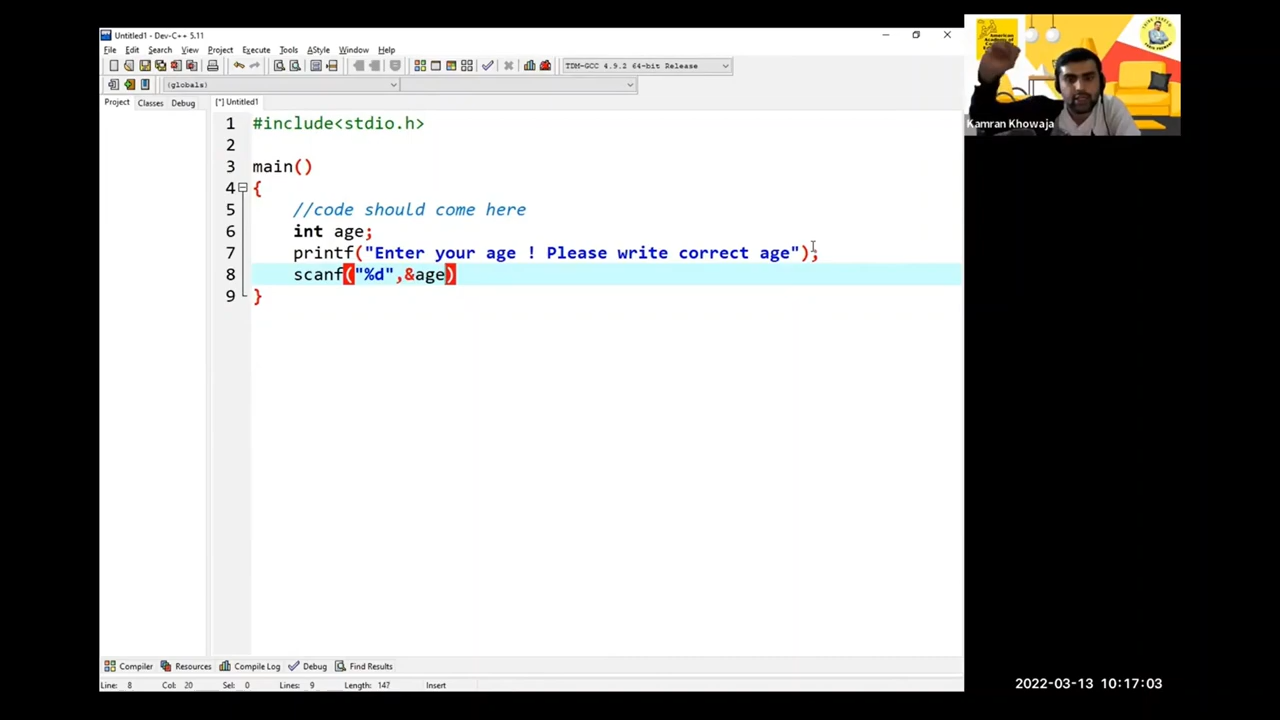 Untitled1 - Dev-C++ 5.11
File Edit Search View Project Execute Tools AStyle Window Help
TDM-GCC 4.9.2 64-bit Release
(globals)
Project Classes Debug
[*] Untitled1
1 #include<stdio.h>
2
3 main()
4 {
5 //code should come here
6 int age;
7 printf("Enter your age ! Please write correct age");
8 scanf("%d",&age)
9 }
Compiler Resources Compile Log Debug Find Results
Line: 8 Col: 20 Sel: 0 Lines: 9 Length: 147 Insert
American
Academy of
Kamran Khowaja
2022-03-13 10:17:03